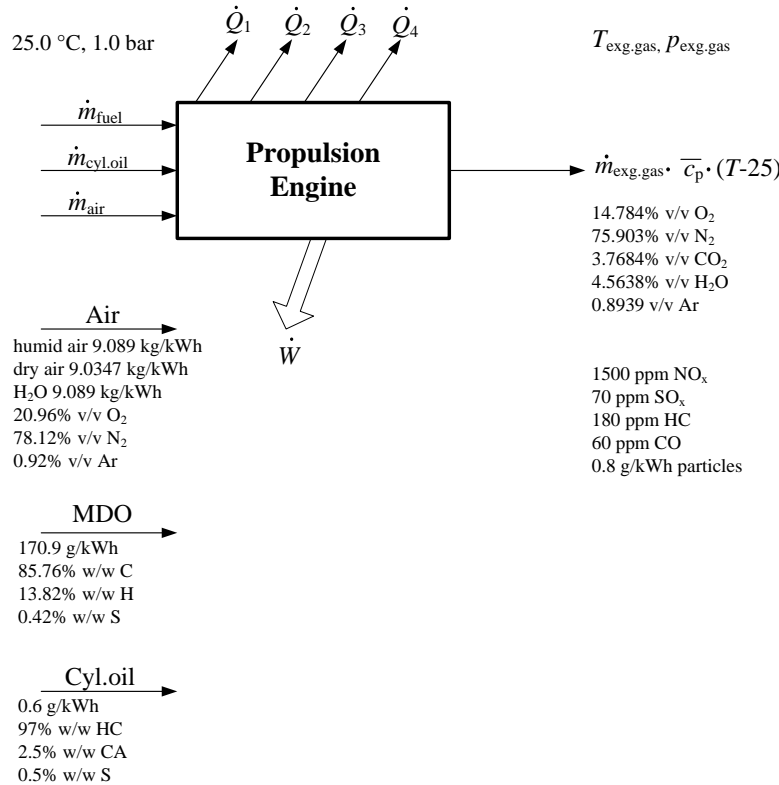 25.0 °C, 1.0 bar
Q̇1
Q̇2
Q̇3
Q̇4
Texg.gas, pexg.gas
ṁfuel
ṁcyl.oil
ṁair
Propulsion
Engine
ṁexg.gas· c̅p ·(T-25)
14.784% v/v O2
75.903% v/v N2
3.7684% v/v CO2
4.5638% v/v H2O
0.8939 v/v Ar
Ẇ
Air
humid air 9.089 kg/kWh
dry air 9.0347 kg/kWh
H2O 9.089 kg/kWh
20.96% v/v O2
78.12% v/v N2
0.92% v/v Ar
1500 ppm NOx
70 ppm SOx
180 ppm HC
60 ppm CO
0.8 g/kWh particles
MDO
170.9 g/kWh
85.76% w/w C
13.82% w/w H
0.42% w/w S
Cyl.oil
0.6 g/kWh
97% w/w HC
2.5% w/w CA
0.5% w/w S